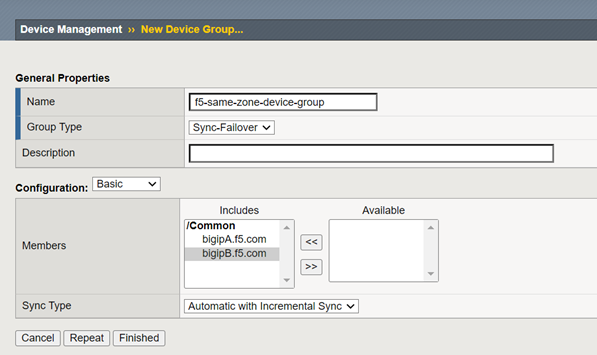 Device Management ›› New Device Group...
General Properties
Name f5-same-zone-device-group
Group Type Sync-Failover
Description
Configuration: Basic
Includes Available
/Common
bigipA.f5.com
<<
Members bigipB.f5.com
>>
Sync Type Automatic with Incremental Sync
Cancel Repeat Finished